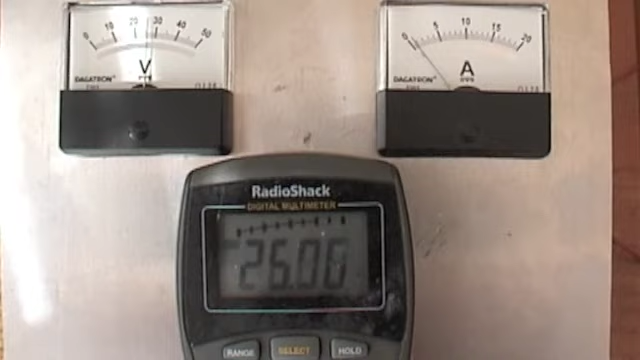 0 10 20 30 40 50
V
DAGATRON
0 5 10 15 20
A
DAGATRON
RadioShack
DIGITAL MULTIMETER
26.00
RANGE
SELECT
HOLD